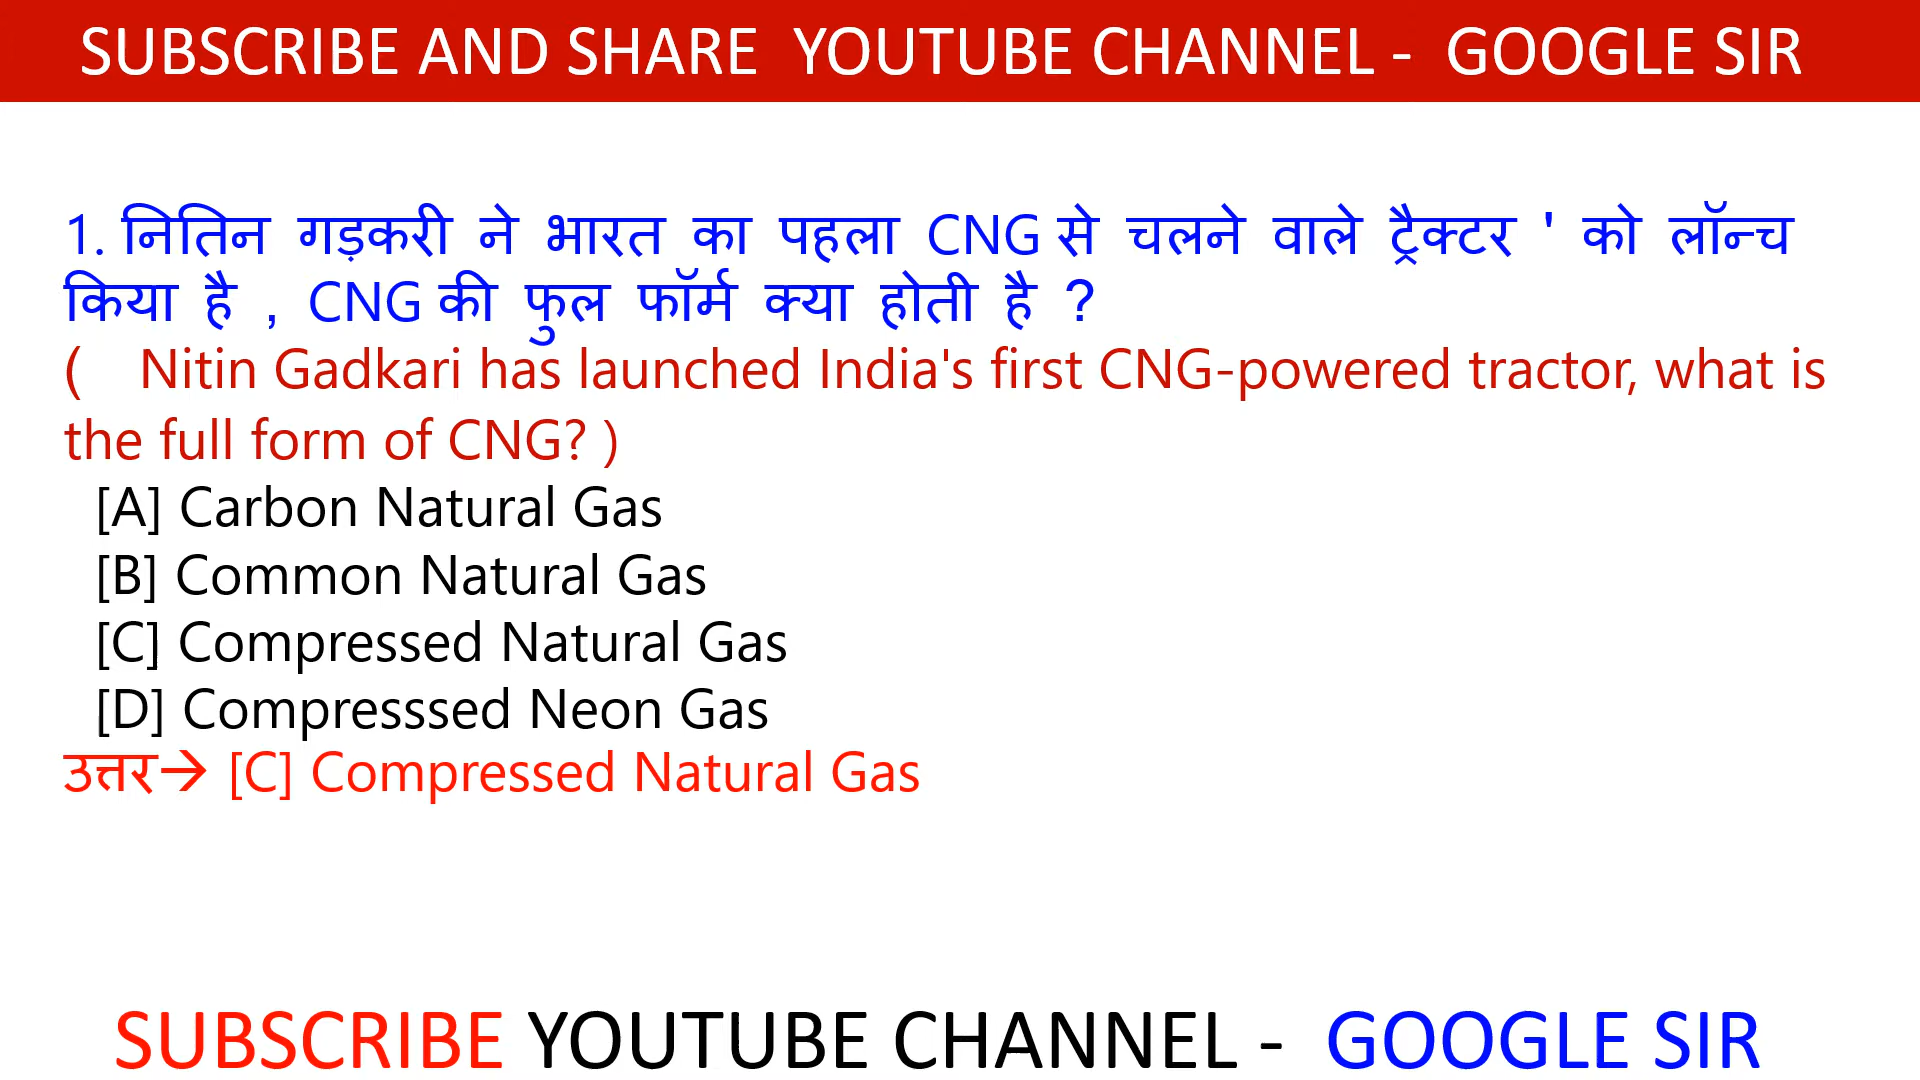 SUBSCRIBE AND SHARE YOUTUBE CHANNEL - GOOGLE SIR
1. नितिन गड़करी ने भारत का पहला CNG से चलने वाले ट्रैक्टर ' को लॉन्च
किया है , CNG की फुल फॉर्म क्या होती है ?
( Nitin Gadkari has launched India's first CNG-powered tractor, what is
the full form of CNG? )
[A] Carbon Natural Gas
[B] Common Natural Gas
[C] Compressed Natural Gas
[D] Compresssed Neon Gas
उत्तर→ [C] Compressed Natural Gas
SUBSCRIBE YOUTUBE CHANNEL - GOOGLE SIR